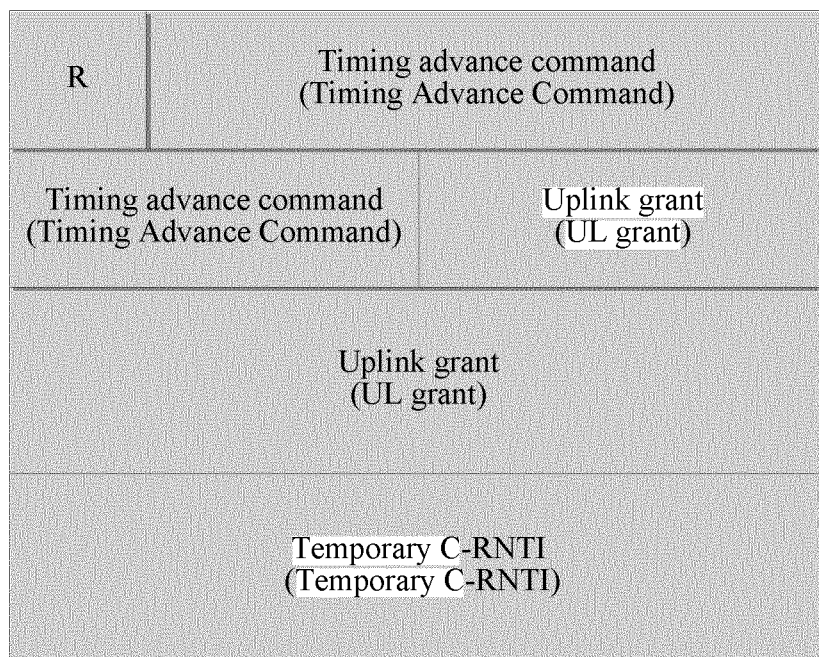 R
Timing advance command
(Timing Advance Command)
Timing advance command
(Timing Advance Command)
Uplink grant
(UL grant)
Uplink grant
(UL grant)
Temporary C-RNTI
(Temporary C-RNTI)